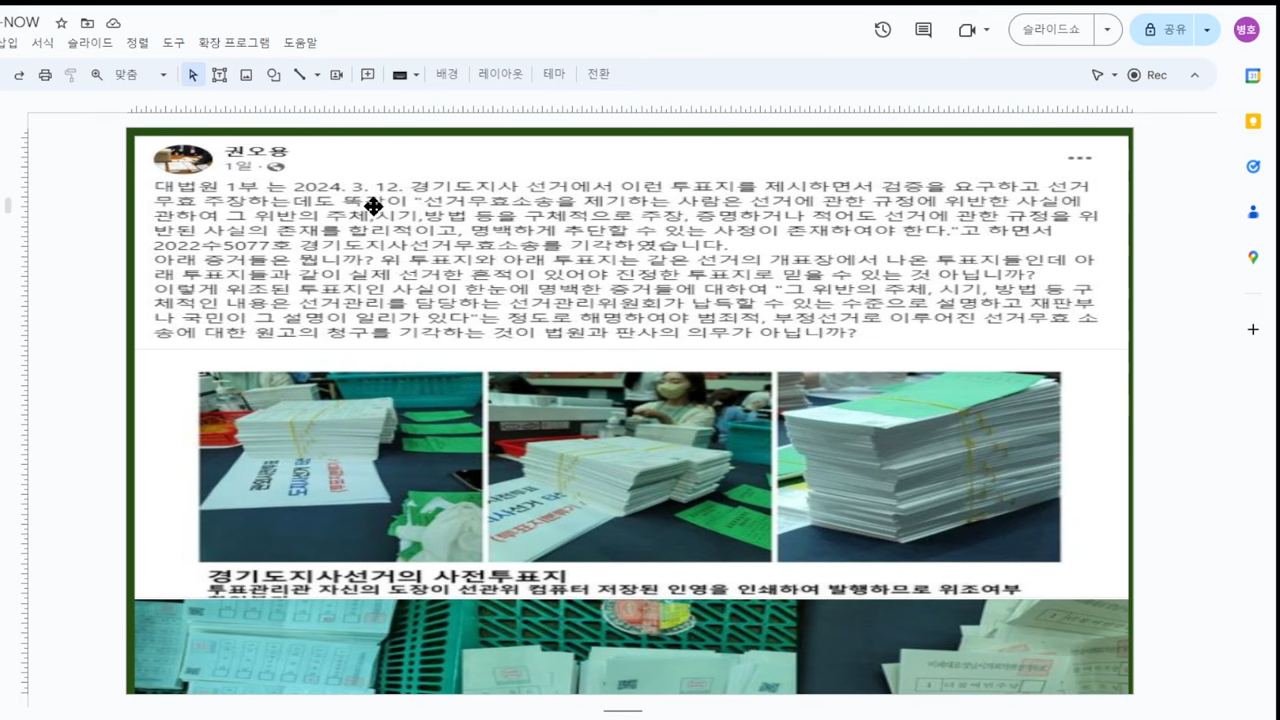 -NOW
삽입 서식 슬라이드 정렬 도구 확장 프로그램 도움말
슬라이드쇼
공유
병호
맞춤
배경 레이아웃 테마 전환
Rec
31
권오용
1일 ·
대법원 1부 는 2024. 3. 12. 경기도지사 선거에서 이런 투표지를 제시하면서 검증을 요구하고 선거
무효 주장하는데도 똑같이 "선거무효소송을 제기하는 사람은 선거에 관한 규정에 위반한 사실에
관하여 그 위반의 주체,시기,방법 등을 구체적으로 주장, 증명하거나 적어도 선거에 관한 규정을 위
반된 사실의 존재를 합리적이고, 명백하게 추단할 수 있는 사정이 존재하여야 한다."고 하면서
2022수5077호 경기도지사선거무효소송을 기각하였습니다.
아래 증거들은 뭡니까? 위 투표지와 아래 투표지는 같은 선거의 개표장에서 나온 투표지들인데 아
래 투표지들과 같이 실제 선거한 흔적이 있어야 진정한 투표지로 믿을 수 있는 것 아닙니까?
이렇게 위조된 투표지인 사실이 한눈에 명백한 증거들에 대하여 "그 위반의 주체, 시기, 방법 등 구
체적인 내용은 선거관리를 담당하는 선거관리위원회가 납득할 수 있는 수준으로 설명하고 재판부
나 국민이 그 설명이 일리가 있다"는 정도로 해명하여야 범죄적, 부정선거로 이루어진 선거무효 소
송에 대한 원고의 청구를 기각하는 것이 법원과 판사의 의무가 아닙니까?
경기도지사선거의 사전투표지
투표관리관 자신의 도장이 선관위 컴퓨터 저장된 인영을 인쇄하여 발행하므로 위조여부